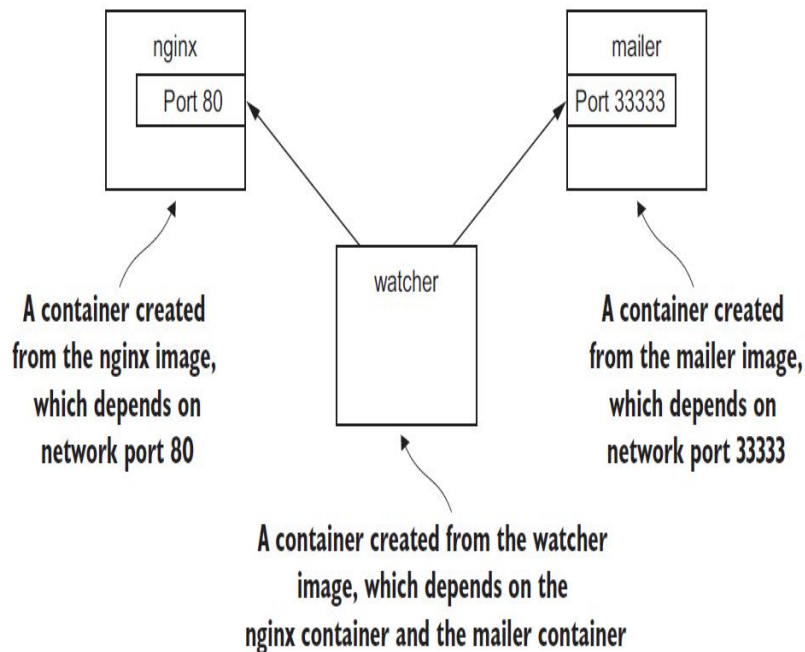 nginx
Port 80
mailer
Port 33333
watcher
A container created
from the nginx image,
which depends on
network port 80
A container created
from the mailer image,
which depends on
network port 33333
A container created from the watcher
image, which depends on the
nginx container and the mailer container